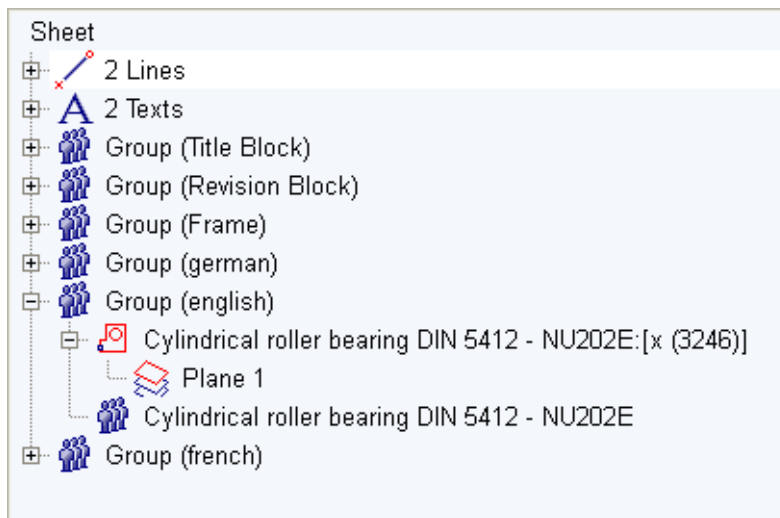 Sheet
2 Lines
2 Texts
Group (Title Block)
Group (Revision Block)
Group (Frame)
Group (german)
Group (english)
Cylindrical roller bearing DIN 5412 - NU202E:[x (3246)]
Plane 1
Cylindrical roller bearing DIN 5412 - NU202E
Group (french)